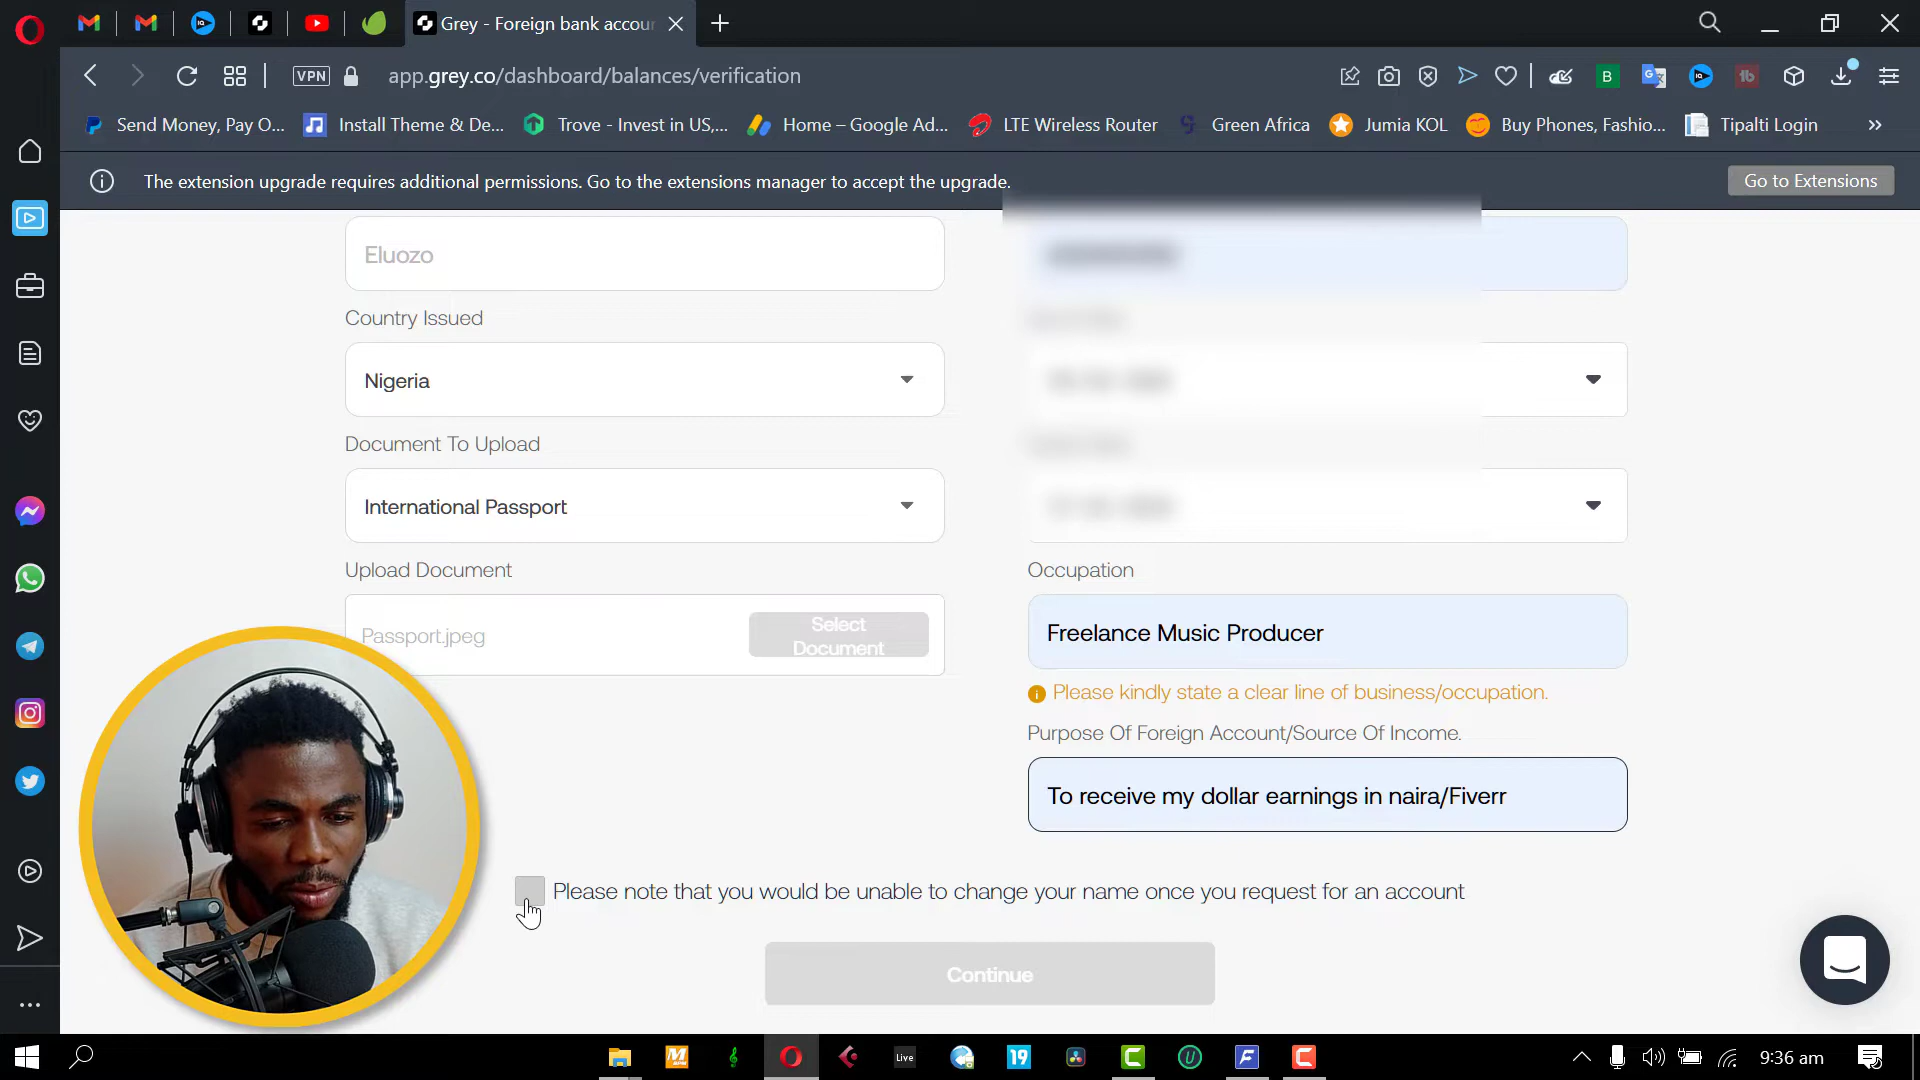 Grey - Foreign bank accou
VPN
app.grey.co/dashboard/balances/verification
B
Send Money, Pay O...
Install Theme & De...
Trove - Invest in US,...
Home – Google Ad...
LTE Wireless Router
Green Africa
Jumia KOL
Buy Phones, Fashio...
Tipalti Login
The extension upgrade requires additional permissions. Go to the extensions manager to accept the upgrade.
Go to Extensions
Eluozo
Country Issued
Nigeria
Document To Upload
International Passport
Upload Document
Passport.jpeg
Select
Document
Occupation
Freelance Music Producer
Please kindly state a clear line of business/occupation.
Purpose Of Foreign Account/Source Of Income.
To receive my dollar earnings in naira/Fiverr
Please note that you would be unable to change your name once you request for an account
Continue
Live
19
9:36 am